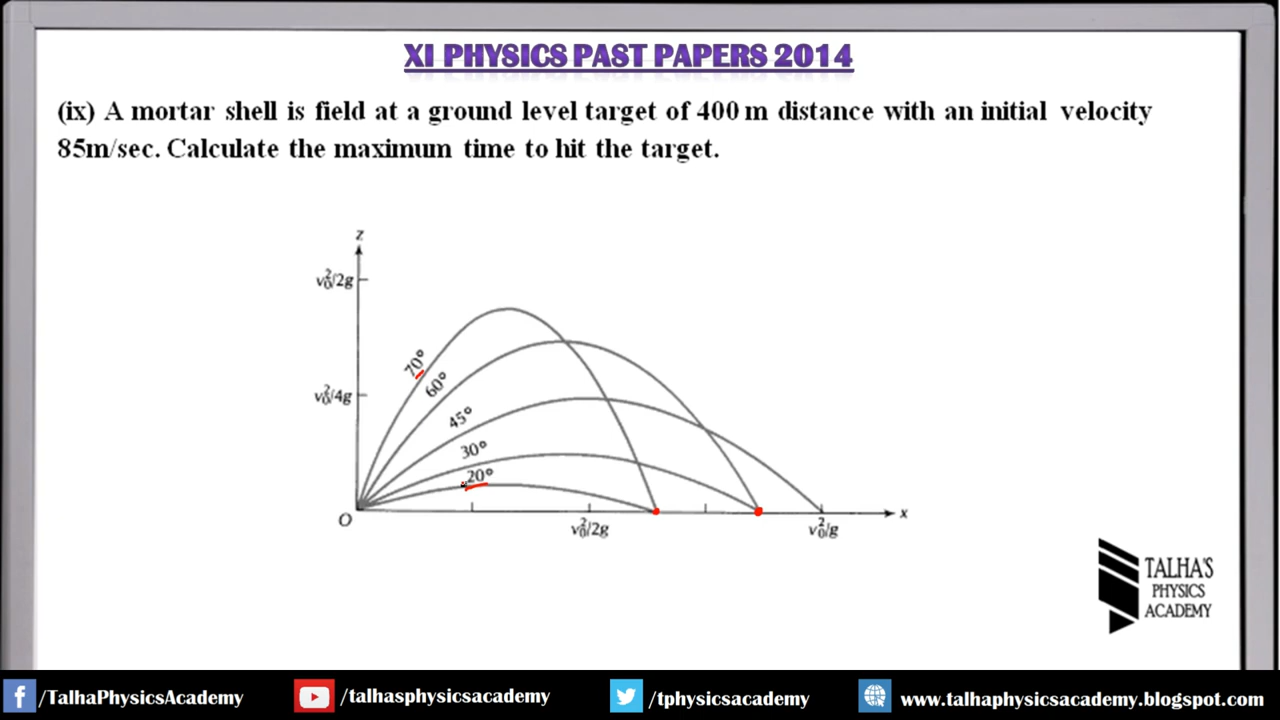 XI PHYSICS PAST PAPERS 2014
(ix) A mortar shell is field at a ground level target of 400 m distance with an initial velocity
85m/sec. Calculate the maximum time to hit the target.
z
v₀²/2g
70°
60°
v₀²/4g
45°
30°
20°
O
x
v₀²/2g
v₀²/g
TALHA'S
PHYSICS
ACADEMY
/TalhaPhysicsAcademy
/talhasphysicsacademy
/tphysicsacademy
www.talhaphysicsacademy.blogspot.com